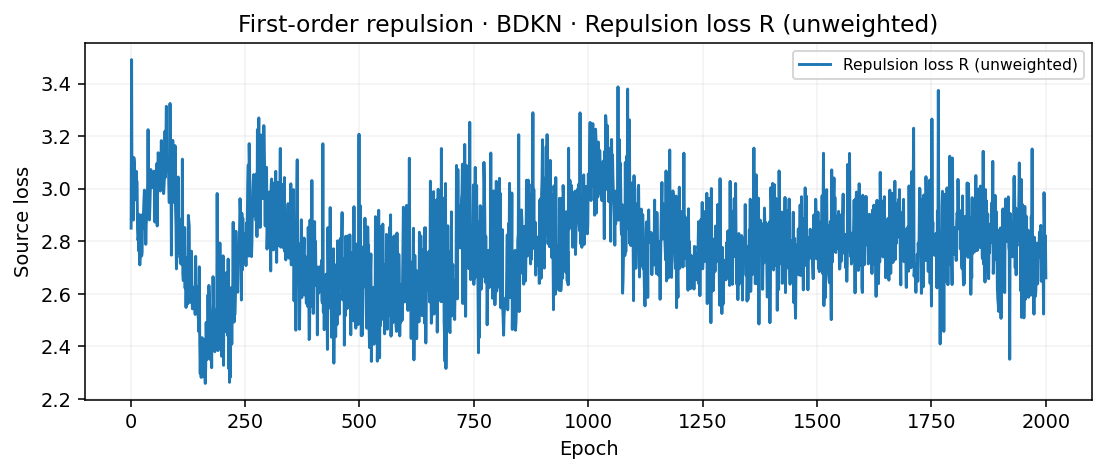 First-order repulsion · BDKN · Repulsion loss R (unweighted)
Repulsion loss R (unweighted)
Source loss
3.4
3.2
3.0
2.8
2.6
2.4
2.2
0 250 500 750 1000 1250 1500 1750 2000
Epoch